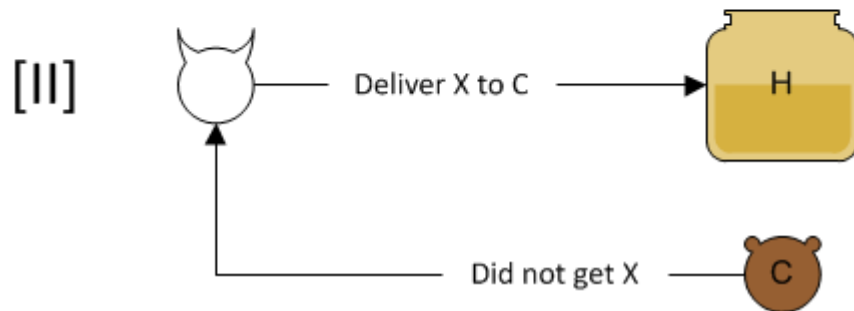 [II]
Deliver X to C
H
Did not get X
C